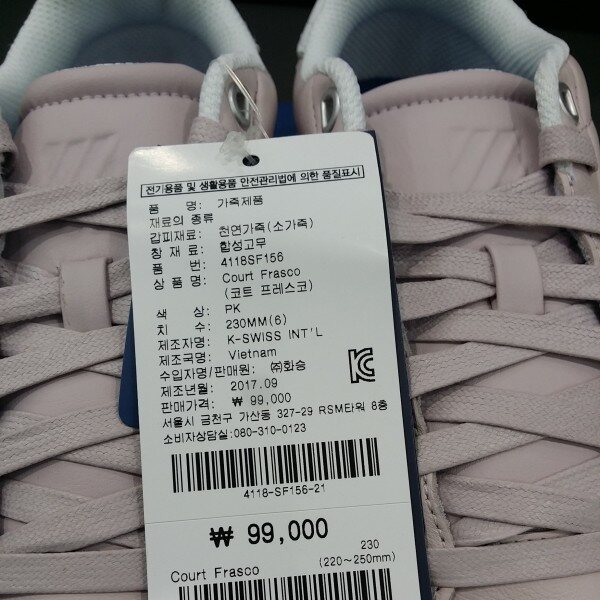 전기용품 및 생활용품 안전관리법에 의한 품질표시
품 명: 가죽제품
재료의 종류
갑피재료: 천연가죽(소가죽)
창 재료: 합성고무
품 번: 4118SF156
상 품 명: Court Frasco
(코트 프레스코)
색 상: PK
치 수: 230MM(6)
제조자명: K-SWISS INT'L
제조국명: Vietnam
수입자명/판매원: ㈜화승
제조년월: 2017.09
판매가격: ₩ 99,000
서울시 금천구 가산동 327-29 RSM타워 8층
소비자상담실:080-310-0123
4118-SF156-21
₩ 99,000
230
(220~250mm)
Court Frasco